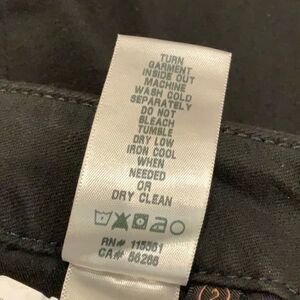 TURN
GARMENT
INSIDE OUT
MACHINE
WASH COLD
SEPARATELY
DO NOT
BLEACH
TUMBLE
DRY LOW
IRON COOL
WHEN
NEEDED
OR
DRY CLEAN
RN# 115561
CA# 56288